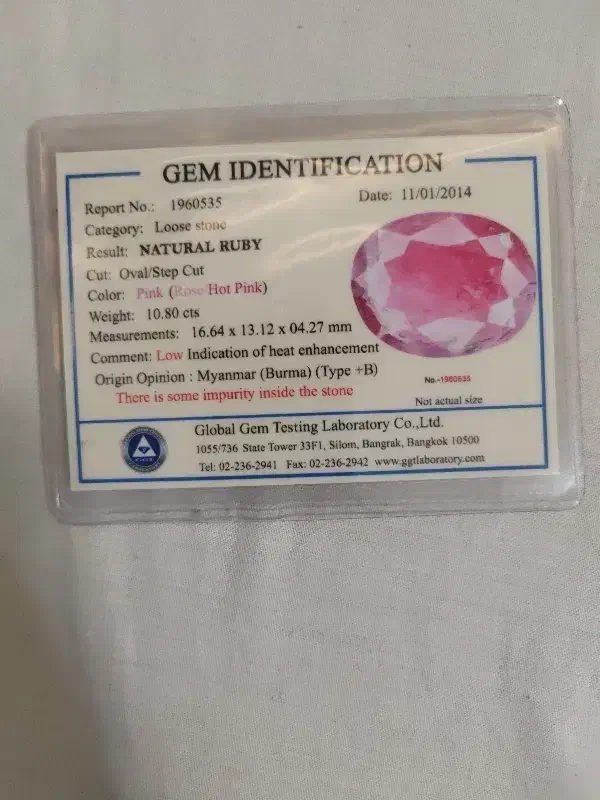 GEM IDENTIFICATION
Report No.: 1960535
Date: 11/01/2014
Category: Loose stone
Result: NATURAL RUBY
Cut: Oval/Step Cut
Color: Pink (Rose/Hot Pink)
Weight: 10.80 cts
Measurements: 16.64 x 13.12 x 04.27 mm
Comment: Low Indication of heat enhancement
Origin Opinion : Myanmar (Burma) (Type +B)
There is some impurity inside the stone
No.-1960535
Not actual size
Global Gem Testing Laboratory Co.,Ltd.
1055/736 State Tower 33F1, Silom, Bangrak, Bangkok 10500
Tel: 02-236-2941 Fax: 02-236-2942 www.ggtlaboratory.com
GGT